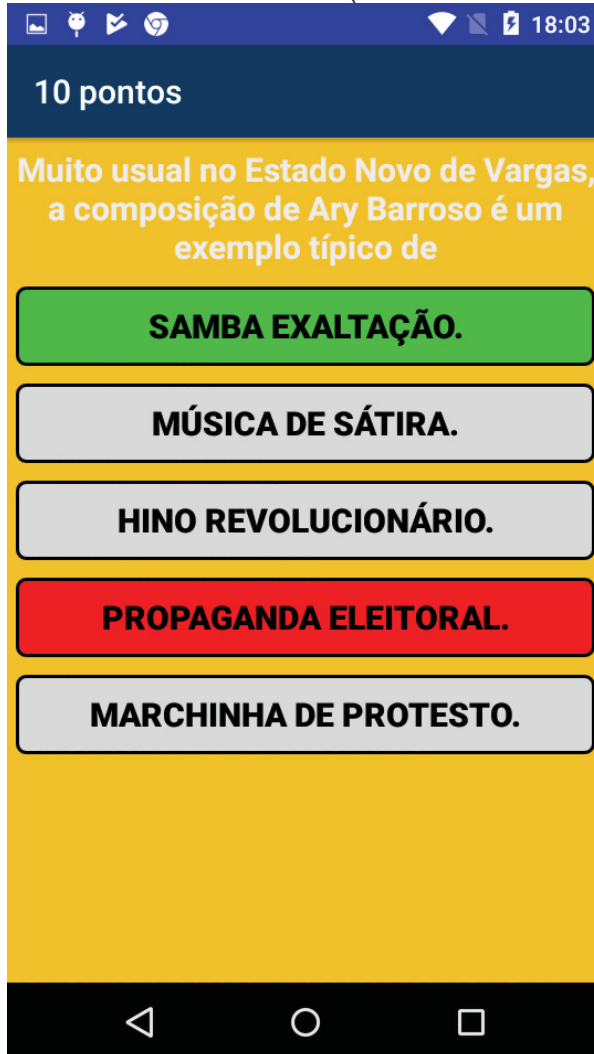 18:03
10 pontos
Muito usual no Estado Novo de Vargas,
a composição de Ary Barroso é um
exemplo típico de
SAMBA EXALTAÇÃO.
MÚSICA DE SÁTIRA.
HINO REVOLUCIONÁRIO.
PROPAGANDA ELEITORAL.
MARCHINHA DE PROTESTO.